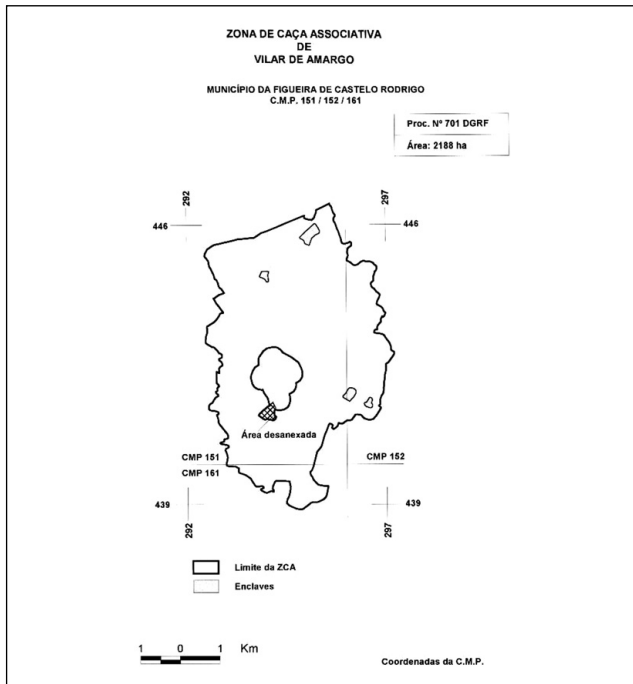 ZONA DE CAÇA ASSOCIATIVA
DE
VILAR DE AMARGO
MUNICÍPIO DA FIGUEIRA DE CASTELO RODRIGO
C.M.P. 151 / 152 / 161
Proc. Nº 701 DGRF
Área: 2188 ha
292
297
446
446
Área desanexada
CMP 151
CMP 152
CMP 161
439
439
292
297
Limite da ZCA
Enclaves
1 0 1 Km
Coordenadas da C.M.P.